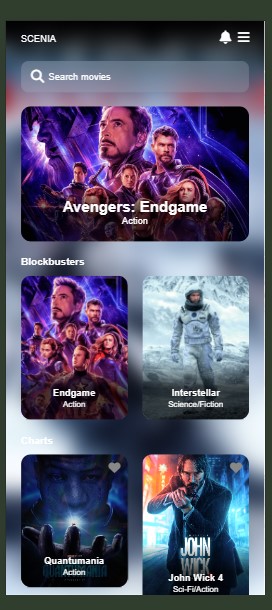 SCENIA
Search movies
Avengers: Endgame
Action
Blockbusters
Endgame
Action
Interstellar
Science/Fiction
Charts
Quantumania
Action
JOHN
WICK
John Wick 4
Sci-Fi/Action